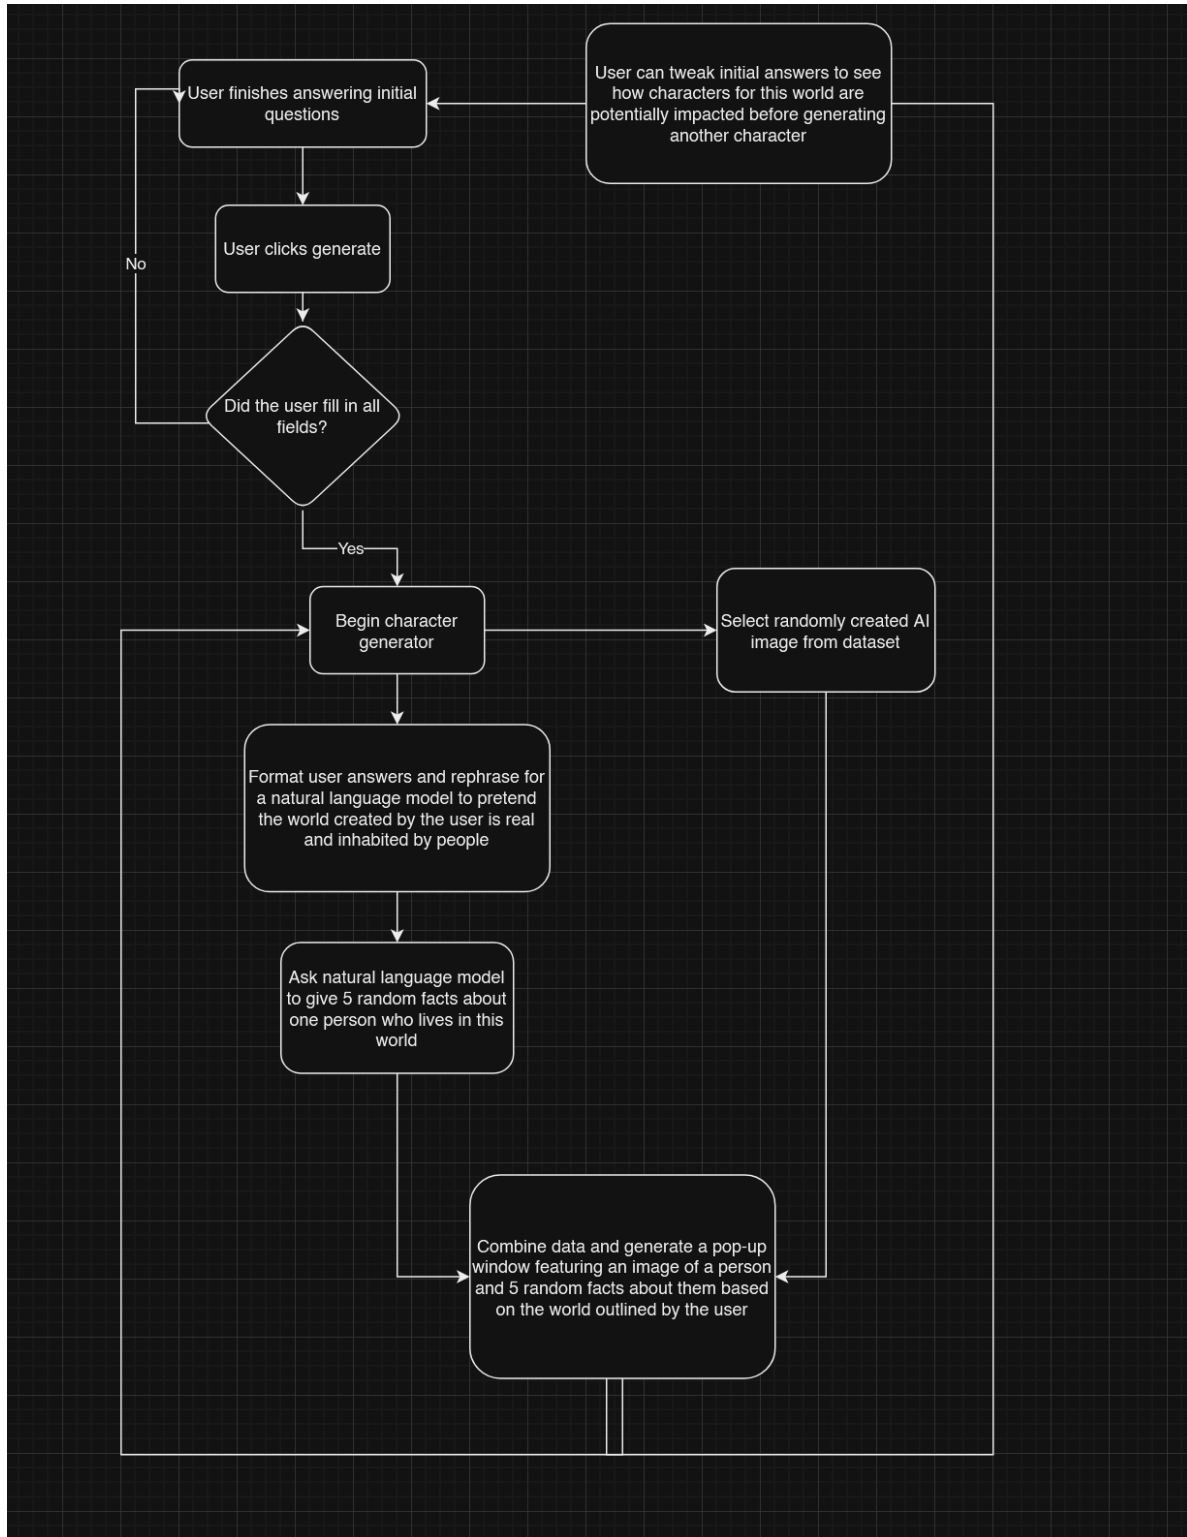 User finishes answering initial
questions
User can tweak initial answers to see
how characters for this world are
potentially impacted before generating
another character
User clicks generate
No
Did the user fill in all
fields?
Yes
Begin character
generator
Select randomly created AI
image from dataset
Format user answers and rephrase for
a natural language model to pretend
the world created by the user is real
and inhabited by people
Ask natural language model
to give 5 random facts about
one person who lives in this
world
Combine data and generate a pop-up
window featuring an image of a person
and 5 random facts about them based
on the world outlined by the user